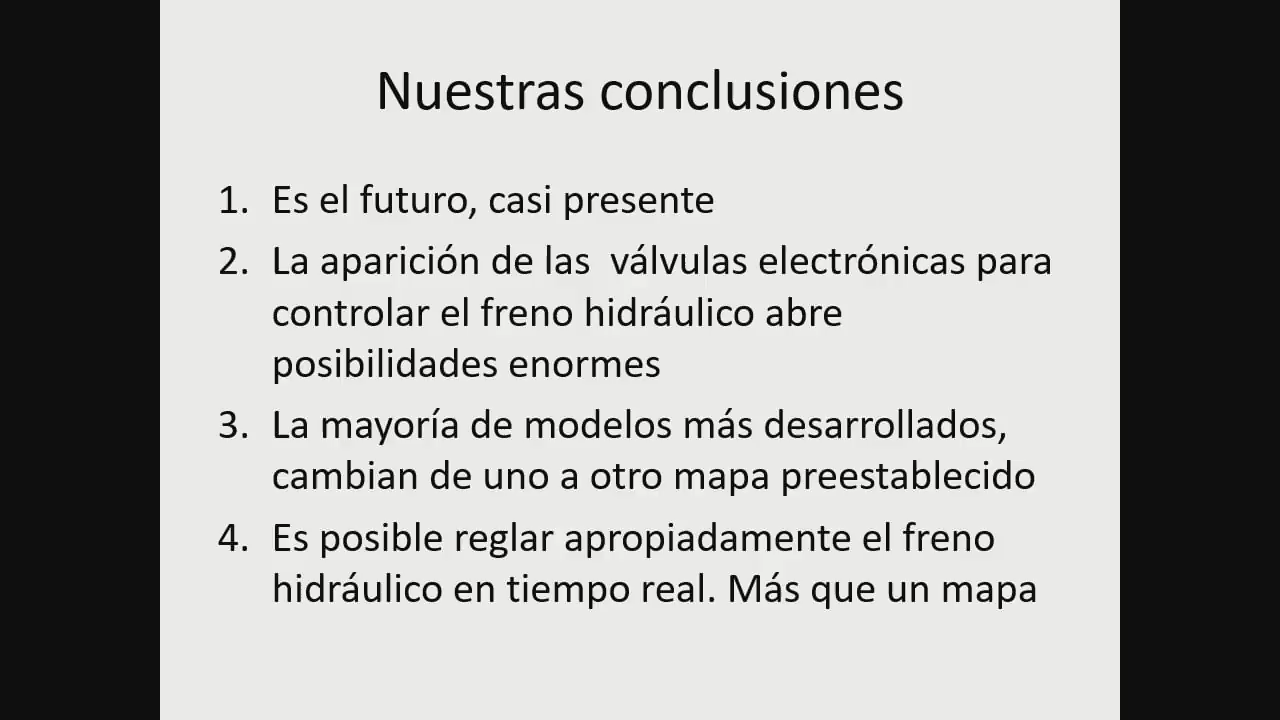 Nuestras conclusiones
1. Es el futuro, casi presente
2. La aparición de las  válvulas electrónicas para
controlar el freno hidráulico abre
posibilidades enormes
3. La mayoría de modelos más desarrollados,
cambian de uno a otro mapa preestablecido
4. Es posible reglar apropiadamente el freno
hidráulico en tiempo real. Más que un mapa